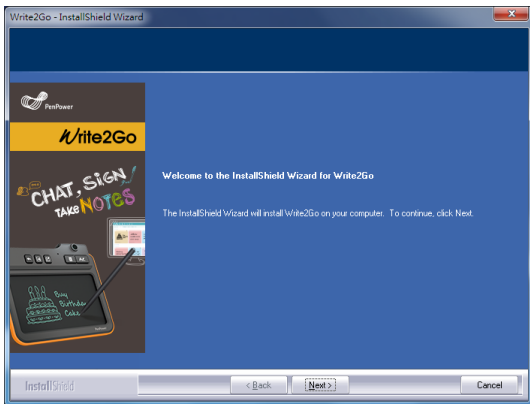 Write2Go - InstallShield Wizard
PenPower
Write2Go
CHAT, SIGN
TAKE NOTES
Buy
Birthday
Cake
Welcome to the InstallShield Wizard for Write2Go
The InstallShield Wizard will install Write2Go on your computer.  To continue, click Next.
InstallShield
< Back
Next >
Cancel